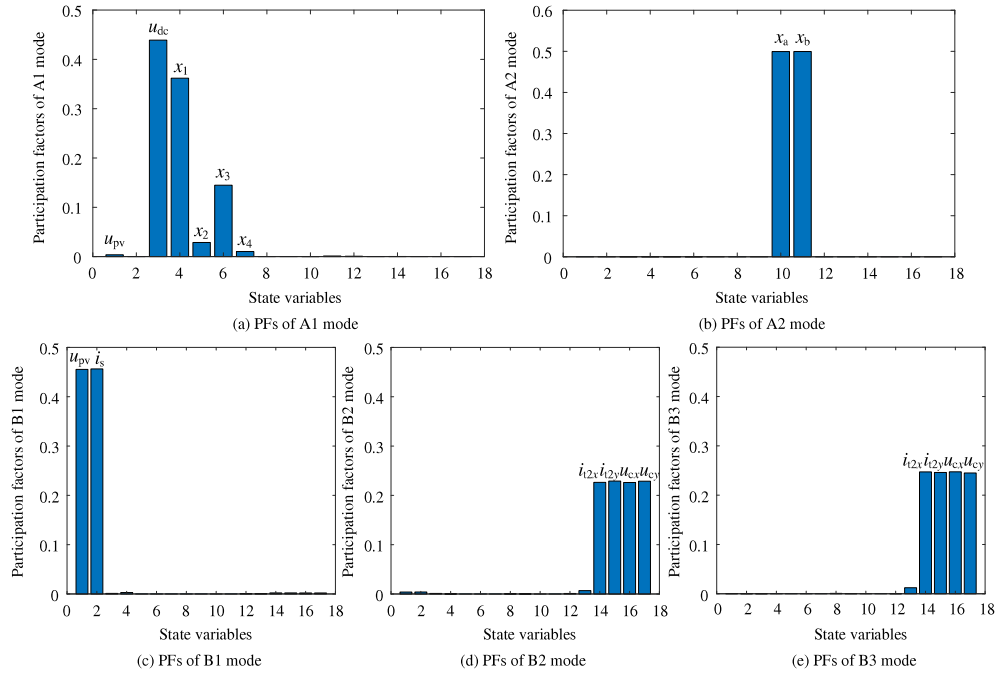 Participation factors of A1 mode
0.5
0.4
0.3
0.2
0.1
0
u_pv
u_dc
x_1
x_2
x_3
x_4
0 2 4 6 8 10 12 14 16 18
State variables
(a) PFs of A1 mode
Participation factors of A2 mode
0.6
0.5
0.4
0.3
0.2
0.1
0
x_a x_b
0 2 4 6 8 10 12 14 16 18
State variables
(b) PFs of A2 mode
Participation factors of B1 mode
0.5
0.4
0.3
0.2
0.1
0
u_pv i_s
0 2 4 6 8 10 12 14 16 18
State variables
(c) PFs of B1 mode
Participation factors of B2 mode
0.5
0.4
0.3
0.2
0.1
0
i_t2x i_t2y u_cx u_cy
0 2 4 6 8 10 12 14 16 18
State variables
(d) PFs of B2 mode
Participation factors of B3 mode
0.5
0.4
0.3
0.2
0.1
0
i_t2x i_t2y u_cx u_cy
0 2 4 6 8 10 12 14 16 18
State variables
(e) PFs of B3 mode